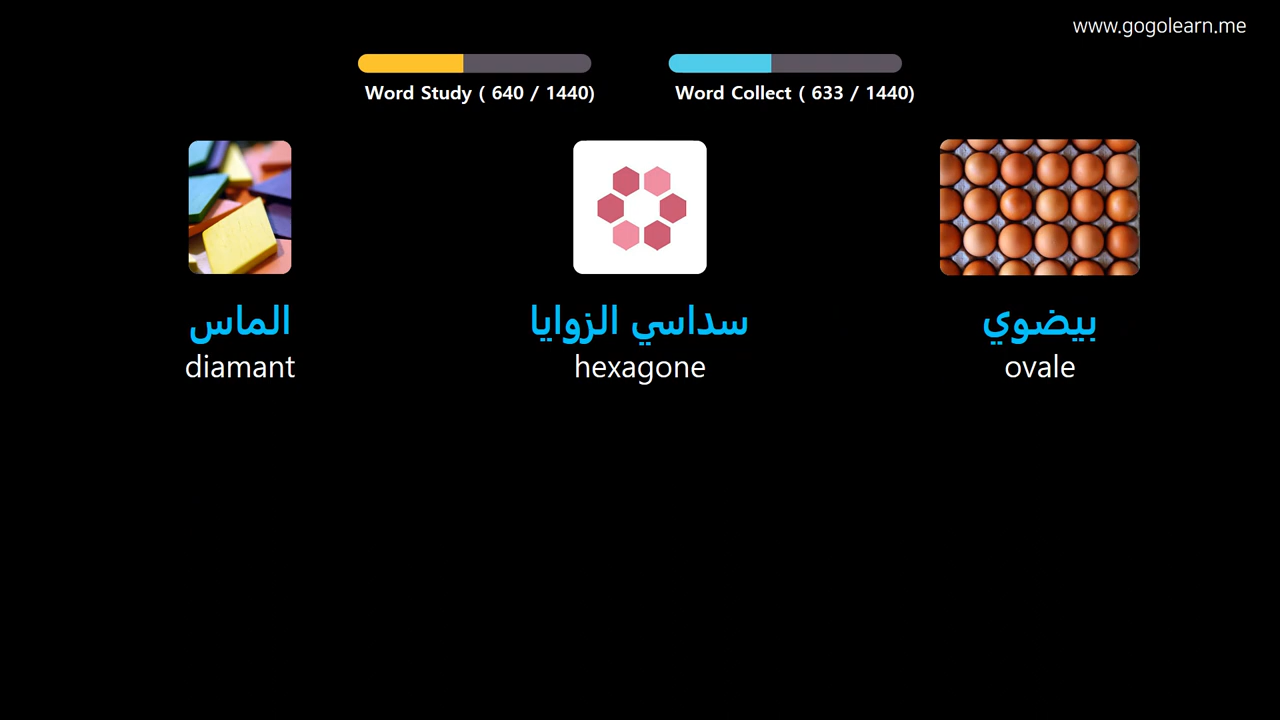 www.gogolearn.me
Word Study ( 640 / 1440)
Word Collect ( 633 / 1440)
الماس
diamant
سداسي الزوايا
hexagone
بيضوي
ovale